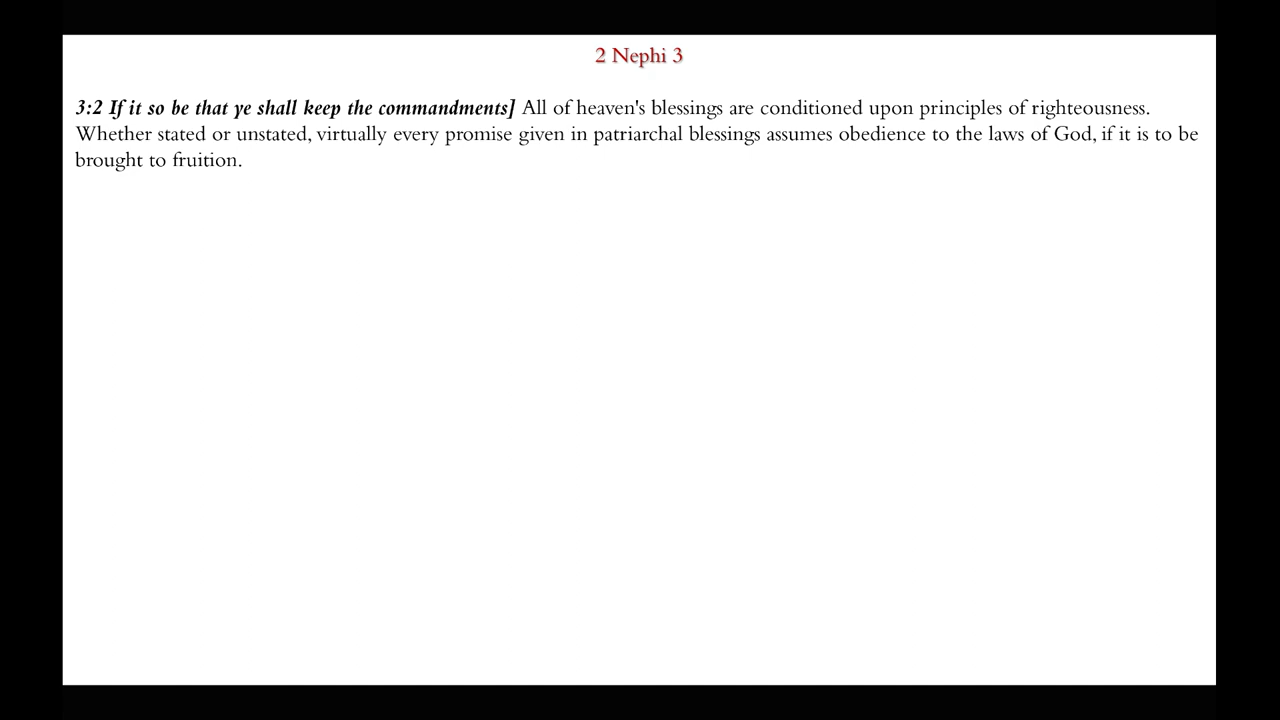 2 Nephi 3
3:2 If it so be that ye shall keep the commandments] All of heaven's blessings are conditioned upon principles of righteousness.
Whether stated or unstated, virtually every promise given in patriarchal blessings assumes obedience to the laws of God, if it is to be
brought to fruition.